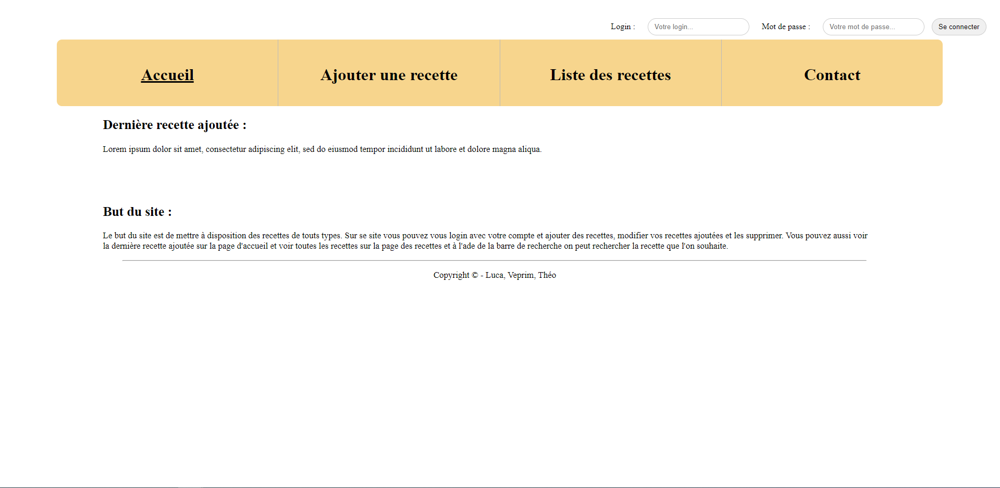 Login : Votre login... Mot de passe : Votre mot de passe... Se connecter
Accueil Ajouter une recette Liste des recettes Contact
Dernière recette ajoutée :
Lorem ipsum dolor sit amet, consectetur adipiscing elit, sed do eiusmod tempor incididunt ut labore et dolore magna aliqua.
But du site :
Le but du site est de mettre à disposition des recettes de touts types. Sur se site vous pouvez vous login avec votre compte et ajouter des recettes, modifier vos recettes ajoutées et les supprimer. Vous pouvez aussi voir
la dernière recette ajoutée sur la page d'accueil et voir toutes les recettes sur la page des recettes et à l'ade de la barre de recherche on peut rechercher la recette que l'on souhaite.
Copyright © - Luca, Veprim, Théo